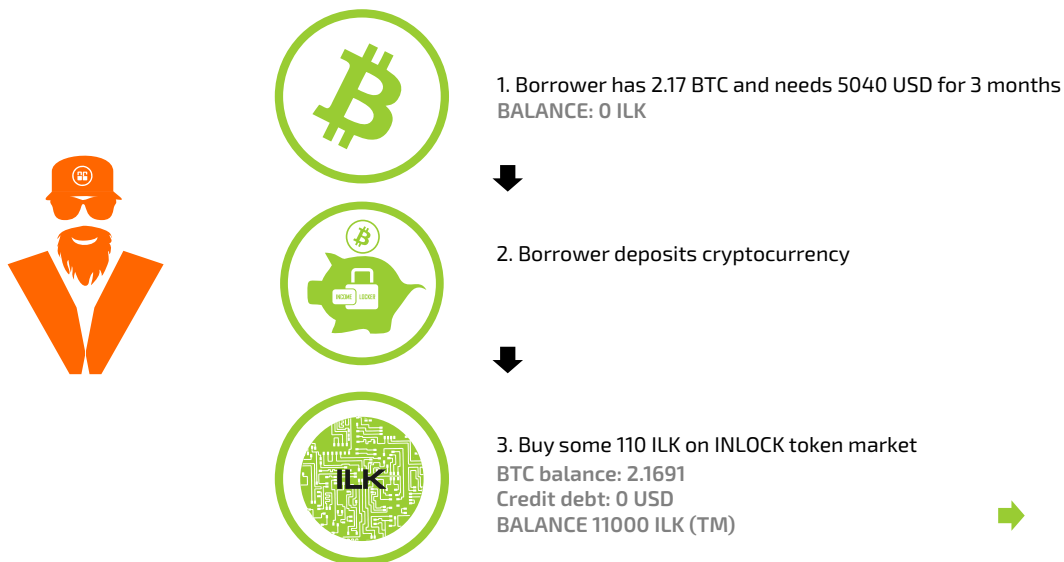 1. Borrower has 2.17 BTC and needs 5040 USD for 3 months
BALANCE: 0 ILK
2. Borrower deposits cryptocurrency
INCOME LOCKER
3. Buy some 110 ILK on INLOCK token market
ILK
BTC balance: 2.1691
Credit debt: 0 USD
BALANCE 11000 ILK (TM)